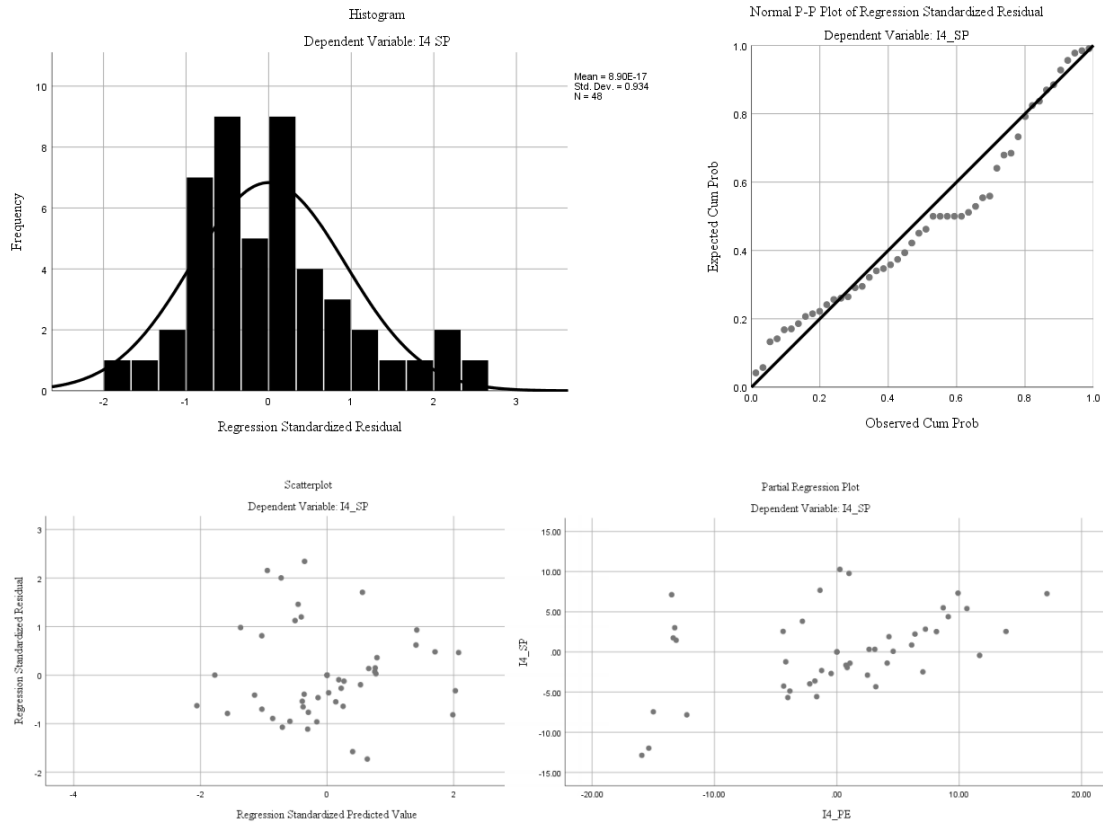 Histogram
Dependent Variable: I4 SP
Mean = 8.90E-17
Std. Dev. = 0.934
N = 48
Frequency
10
8
6
4
2
0
-2
-1
0
1
2
3
Regression Standardized Residual
Normal P-P Plot of Regression Standardized Residual
Dependent Variable: I4_SP
Expected Cum Prob
1.0
0.8
0.6
0.4
0.2
0.0
0.0
0.2
0.4
0.6
0.8
1.0
Observed Cum Prob
Scatterplot
Dependent Variable: I4_SP
Regression Standardized Residual
3
2
1
0
-1
-2
-4
-2
0
2
Regression Standardized Predicted Value
Partial Regression Plot
Dependent Variable: I4_SP
I4_SP
15.00
10.00
5.00
.00
-5.00
-10.00
-15.00
-20.00
-10.00
.00
10.00
20.00
I4_PE